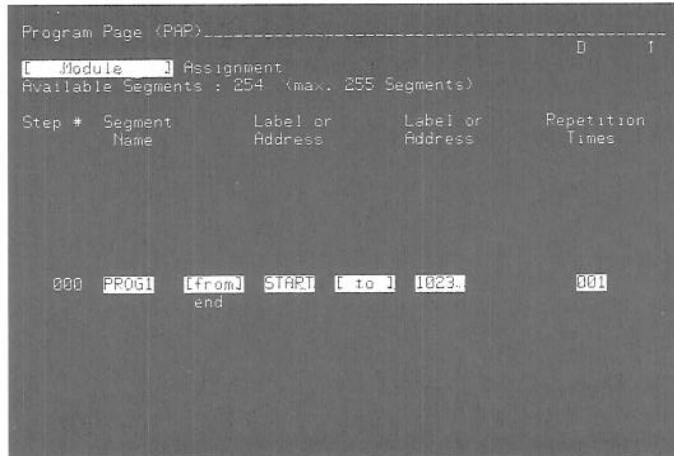 Program Page (PAP)
D ↑
[ Module ] Assignment
Available Segments : 254 (max. 255 Segments)
Step # Segment Label or Label or Repetition
Name Address Address Times
000 PROG1 [from] START [ to ] 1023 001
end